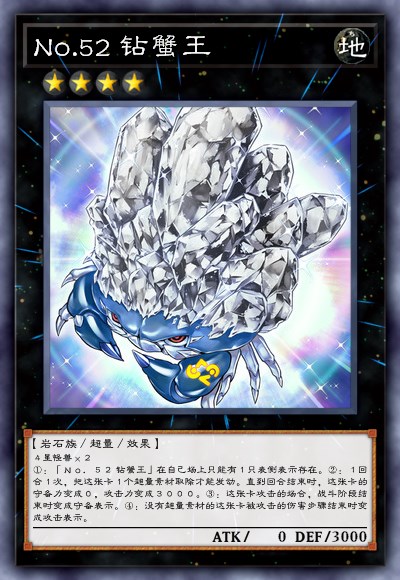 No.52 钻蟹王
地
52
【岩石族/超量/效果】
4星怪兽×2
①:「No.52钻蟹王」在自己场上只能有1只表侧表示存在。②:1回
合1次,把这张卡1个超量素材取除才能发动。直到回合结束时,这张卡的
守备力变成0,攻击力变成3000。③:这张卡攻击的场合,战斗阶段结
束时变成守备表示。④:没有超量素材的这张卡被攻击的伤害步骤结束时变
成攻击表示。
ATK/ 0 DEF/3000